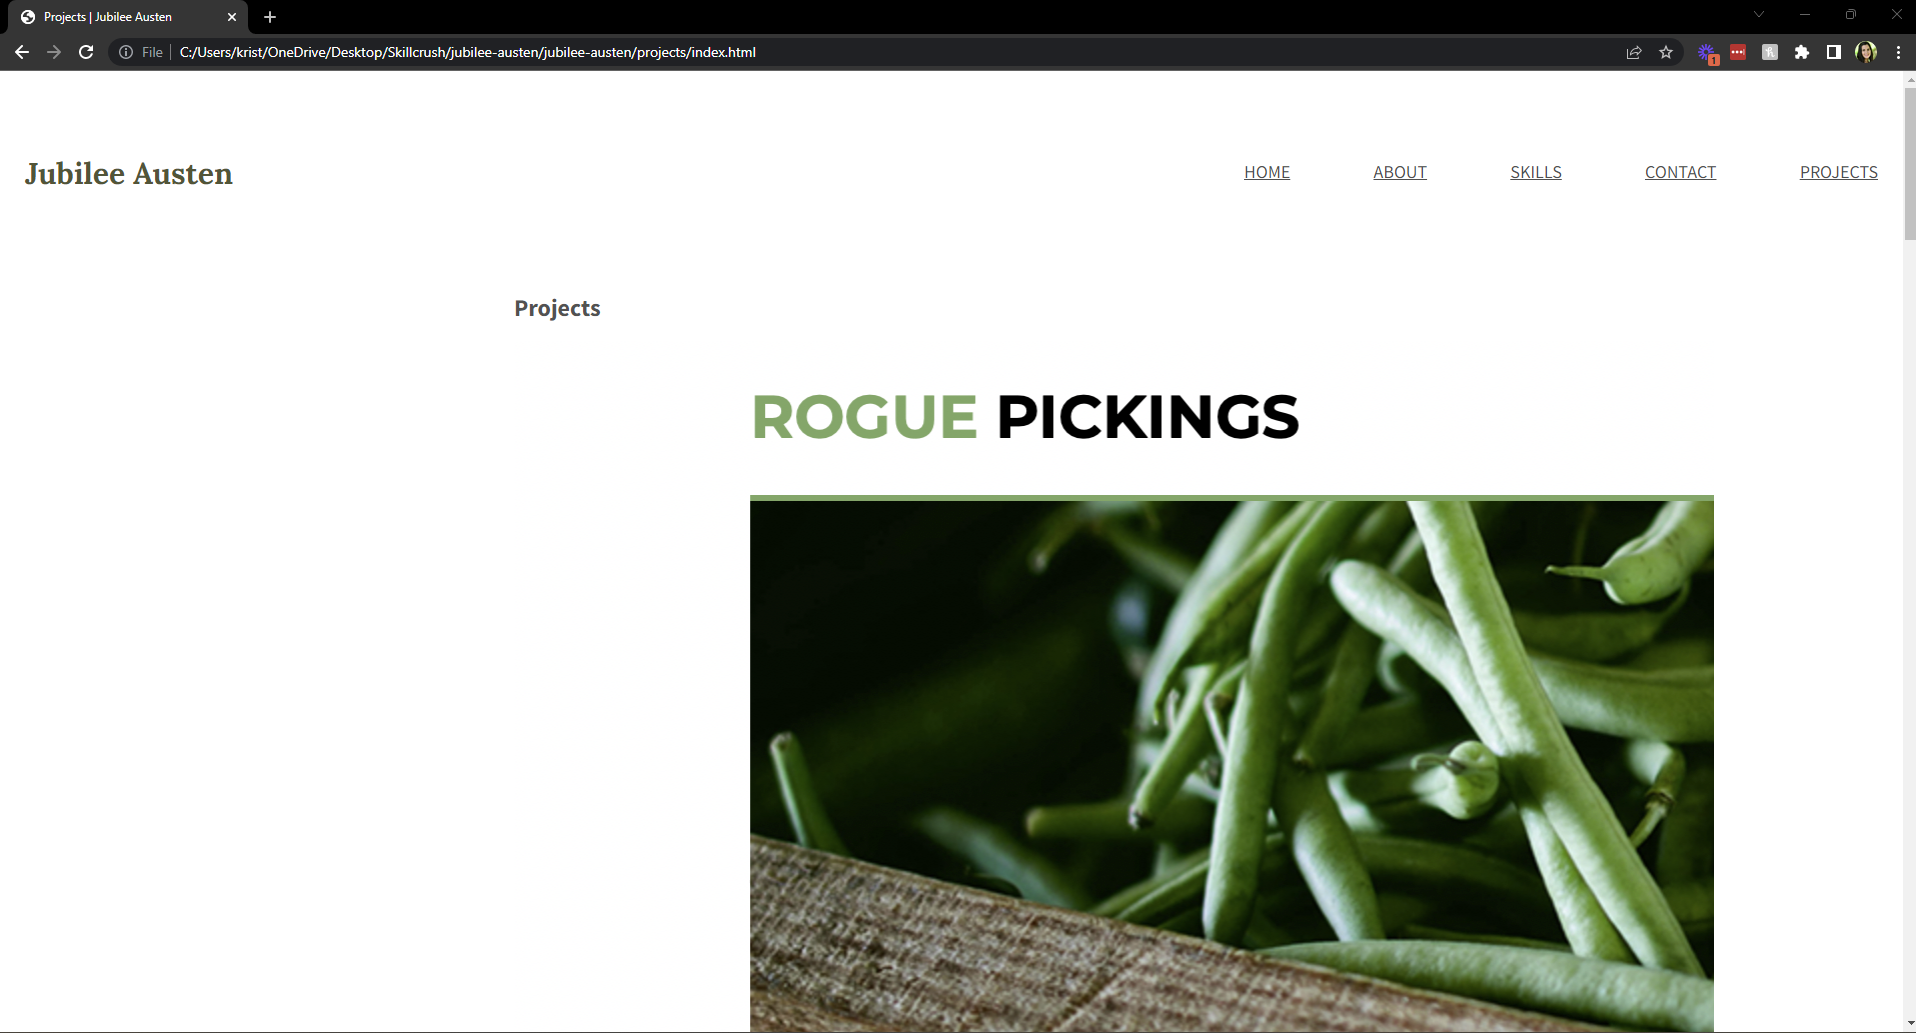 Projects | Jubilee Austen
File C:/Users/krist/OneDrive/Desktop/Skillcrush/jubilee-austen/jubilee-austen/projects/index.html
1
Jubilee Austen
HOME ABOUT SKILLS CONTACT PROJECTS
Projects
ROGUE PICKINGS